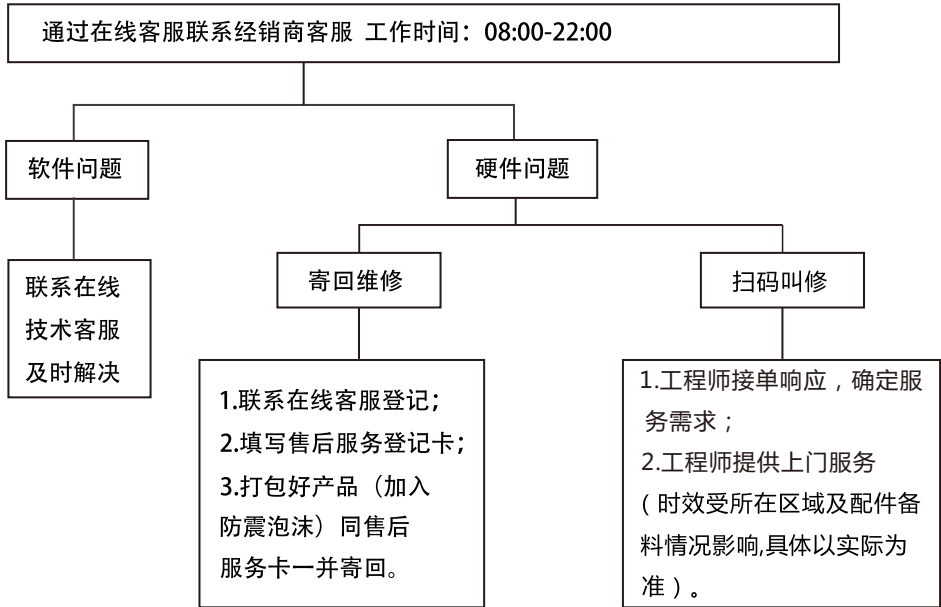 通过在线客服联系经销商客服 工作时间：08:00-22:00
软件问题
硬件问题
联系在线
技术客服
及时解决
寄回维修
扫码叫修
1.联系在线客服登记；
2.填写售后服务登记卡；
3.打包好产品（加入
防震泡沫）同售后
服务卡一并寄回。
1.工程师接单响应，确定服
务需求；
2.工程师提供上门服务
（时效受所在区域及配件备
料情况影响,具体以实际为
准）。